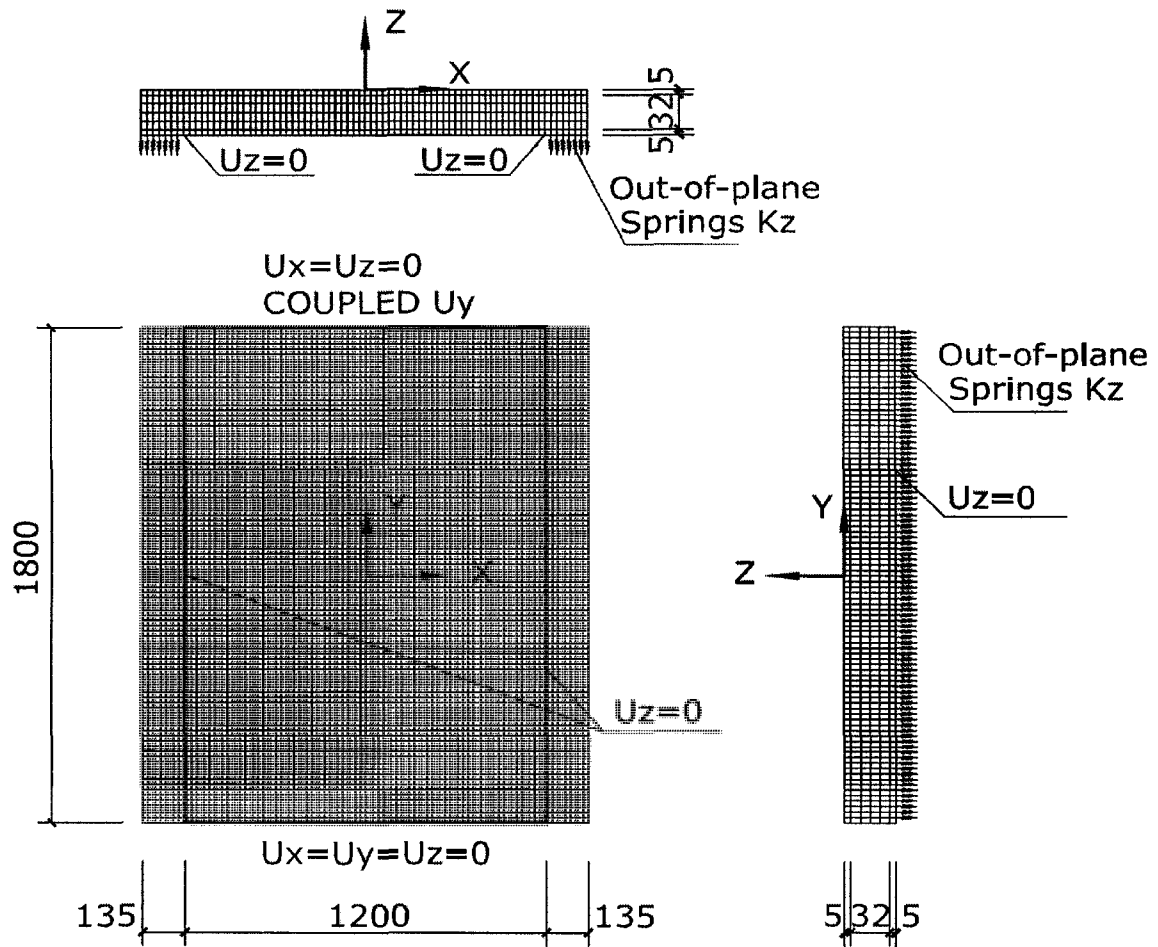 Z
X
5
32
5
Uz=0
Uz=0
Out-of-plane
Springs Kz
Ux=Uz=0
COUPLED Uy
Out-of-plane
Springs Kz
Uz=0
Y
Z
Y
X
1800
Uz=0
Ux=Uy=Uz=0
135
1200
135
5
32
5